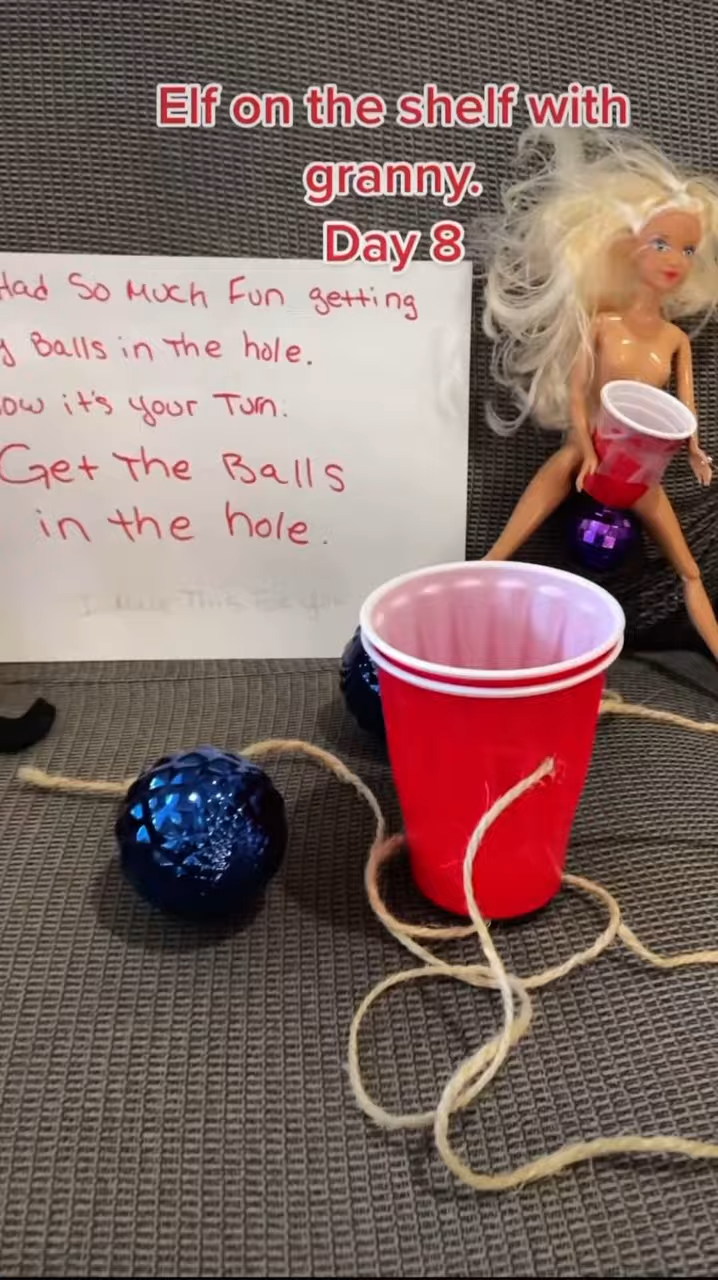 Elf on the shelf with
granny.
Day 8
Had So Much Fun getting
Balls in the hole.
it's your Turn.
Get The Balls
in the hole.